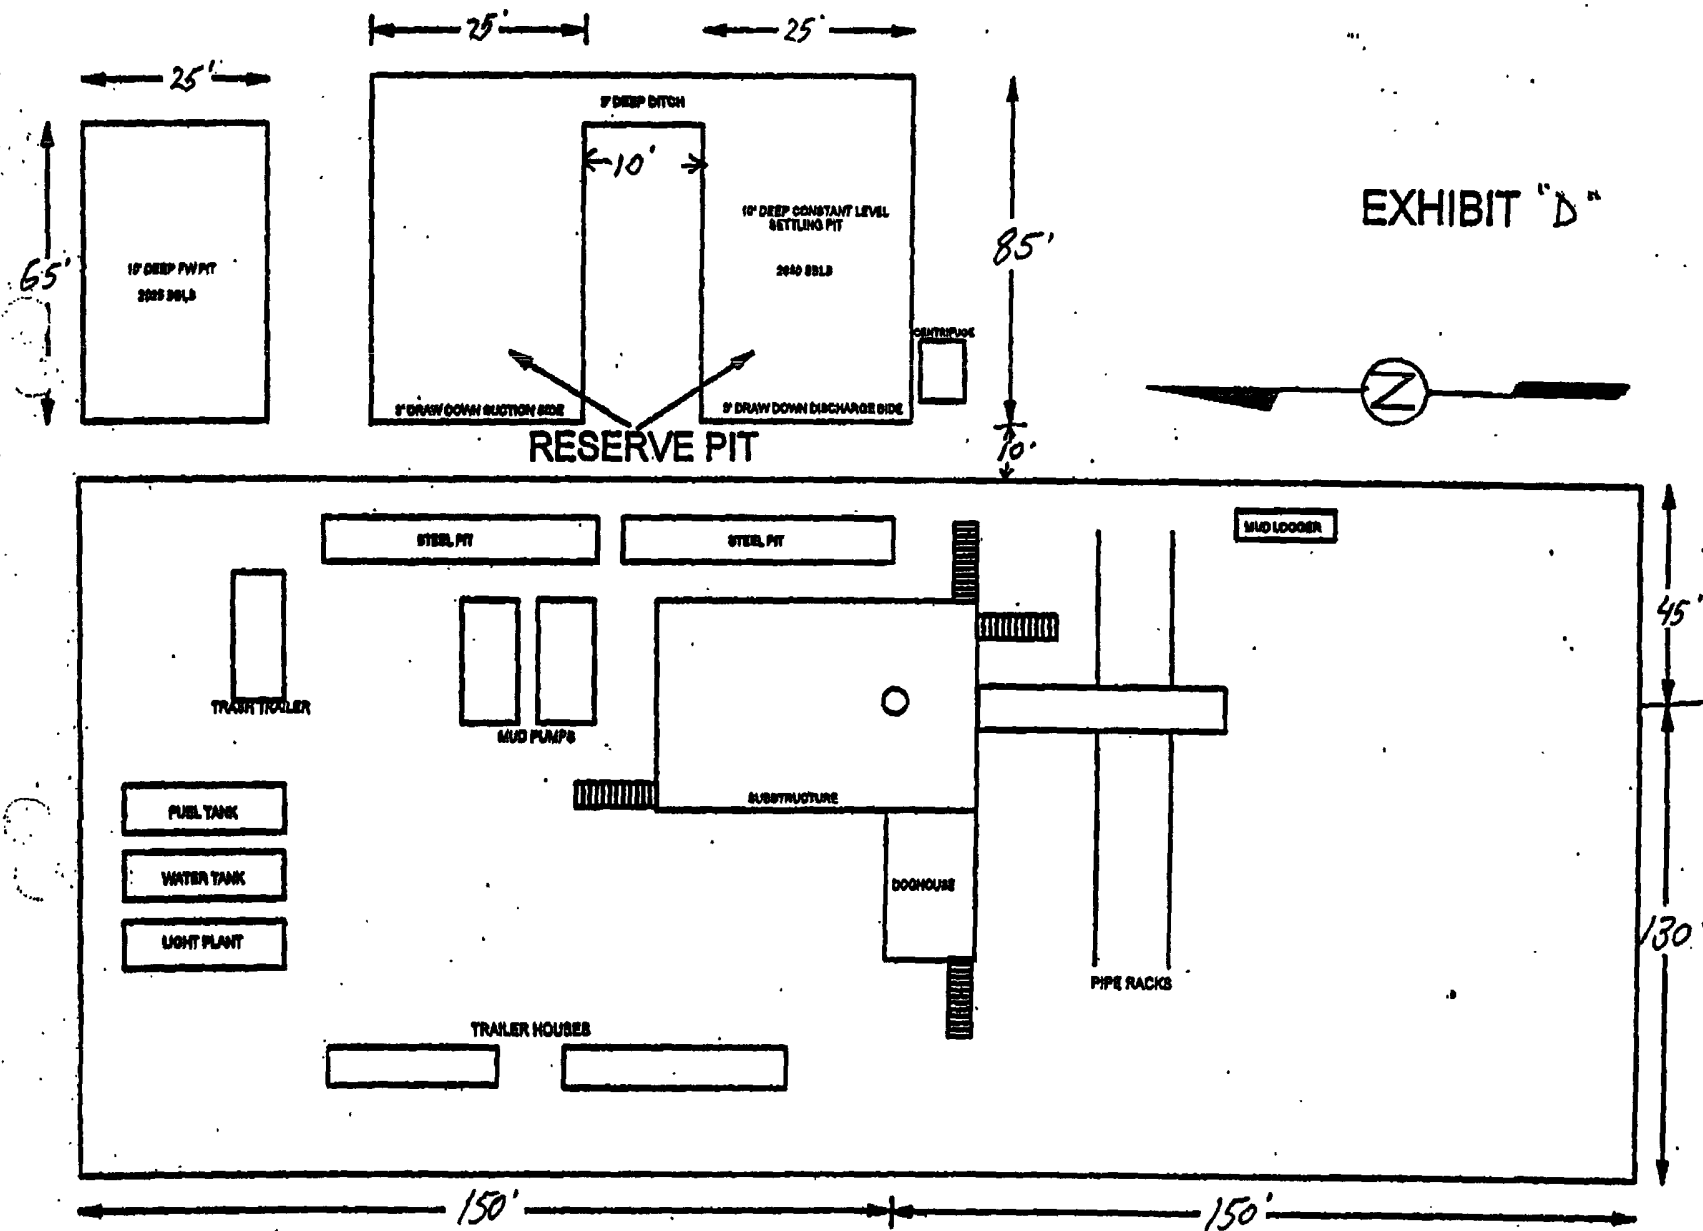 25'
25'
25'
5' DEEP DITCH
10'
EXHIBIT "D"
10' DEEP CONSTANT LEVEL
SETTLING PIT
85'
65'
10' DEEP FW PIT
BBLS
BBLS
CENTRIFUGE
DRAW DOWN SUCTION SIDE
DRAW DOWN DISCHARGE SIDE
N
RESERVE PIT
10'
STEEL PIT
STEEL PIT
MUD LOGGER
45'
TRASH TRAILER
MUD PUMPS
SUBSTRUCTURE
FUEL TANK
WATER TANK
DOGHOUSE
LIGHT PLANT
130'
PIPE RACKS
TRAILER HOUSES
150'
150'